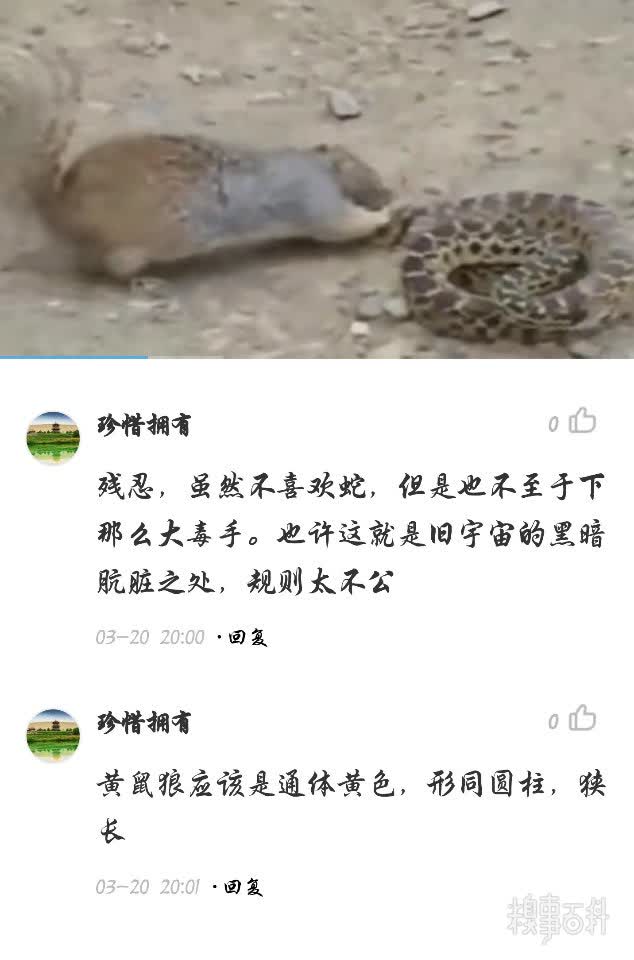 珍惜拥有
0
残忍，虽然不喜欢蛇，但是也不至于下
那么大毒手。也许这就是旧宇宙的黑暗
肮脏之处，规则太不公
03-20 20:00 ·回复
珍惜拥有
0
黄鼠狼应该是通体黄色，形同圆柱，狭
长
03-20 20:01 ·回复
糗事百科